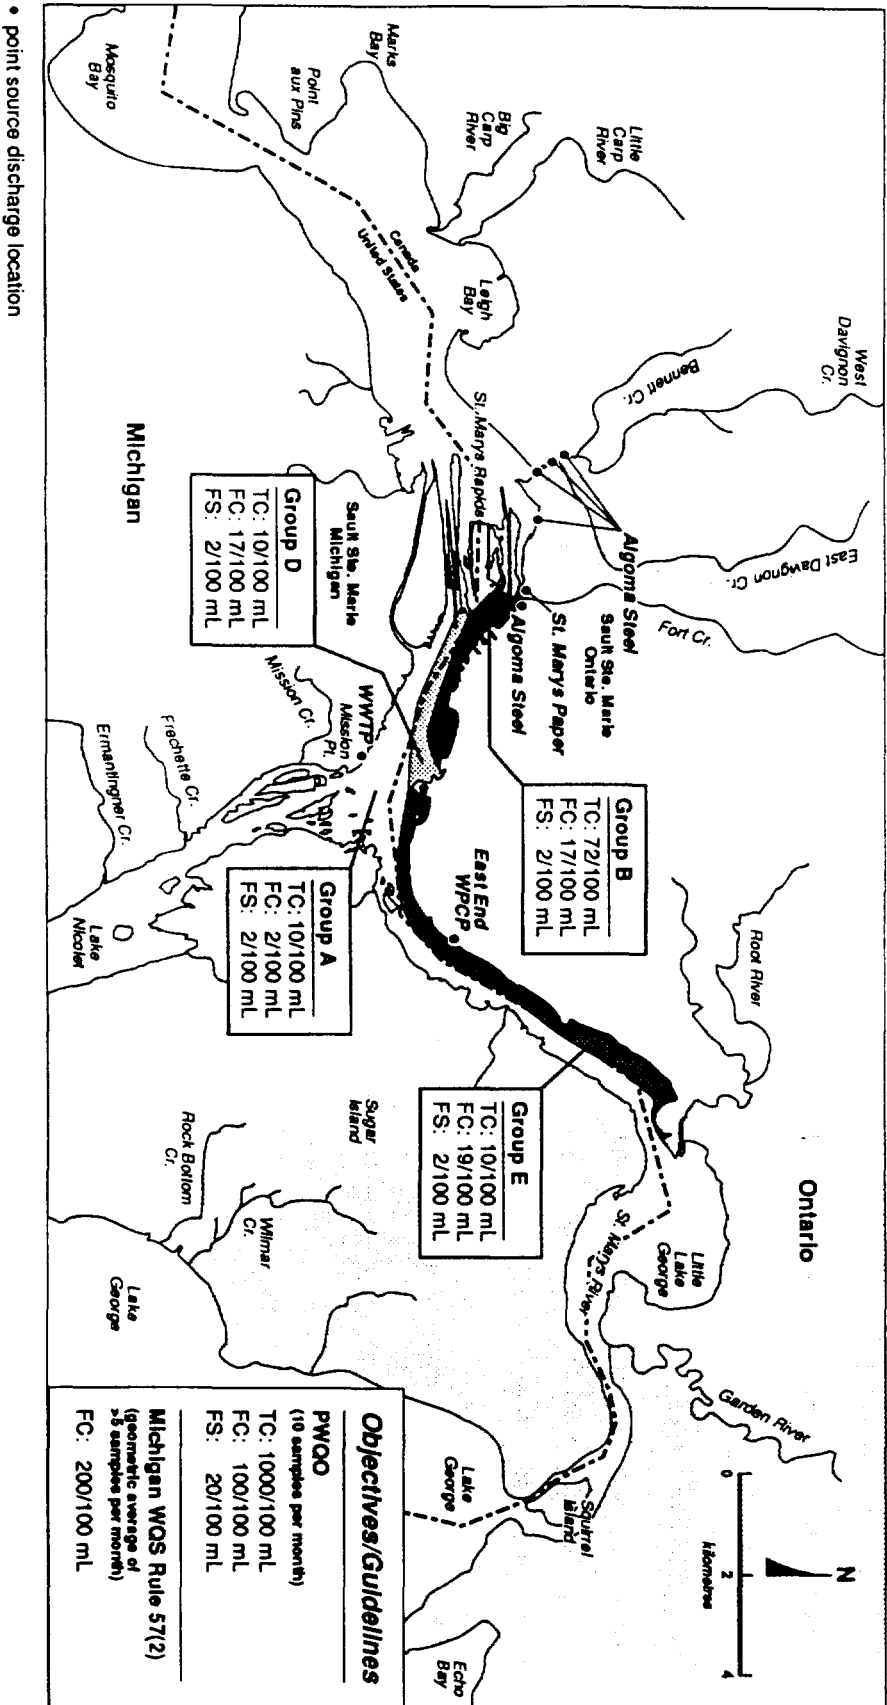 Mosquito
Bay
Marks
Bay
Point
aux Pins
Big
Carp
River
Little
Carp
River
Canada
United States
Leigh
Bay
West
Davignon
Cr.
Bennett Cr.
East Davignon Cr.
Fort Cr.
St. Marys Rapids
Algoma Steel
Sault Ste. Marie
Ontario
St. Marys Paper
Algoma Steel
Michigan
Sault Ste. Marie
Michigan
Group D
TC: 10/100 mL
FC: 17/100 mL
FS: 2/100 mL
Group B
TC: 72/100 mL
FC: 17/100 mL
FS: 2/100 mL
Mission Cr.
WWTP
Mission
Pt.
Frechette Cr.
Ermantingner Cr.
Lake
Nicolet
Group A
TC: 10/100 mL
FC: 2/100 mL
FS: 2/100 mL
East End
WPCP
Root River
Group E
TC: 10/100 mL
FC: 19/100 mL
FS: 2/100 mL
Ontario
Sugar
Island
Rock Bottom
Cr.
Wilmar
Cr.
Lake
George
Little
Lake
George
St. Marys River
Garden River
Squirrel
Island
Lake
George
Echo
Bay
N
0 2 4
kilometres
Objectives/Guidelines
PWQO
(10 samples per month)
TC: 1000/100 mL
FC: 100/100 mL
FS: 20/100 mL
Michigan WQS Rule 57(2)
(geometric average of
>5 samples per month)
FC: 200/100 mL
• point source discharge location